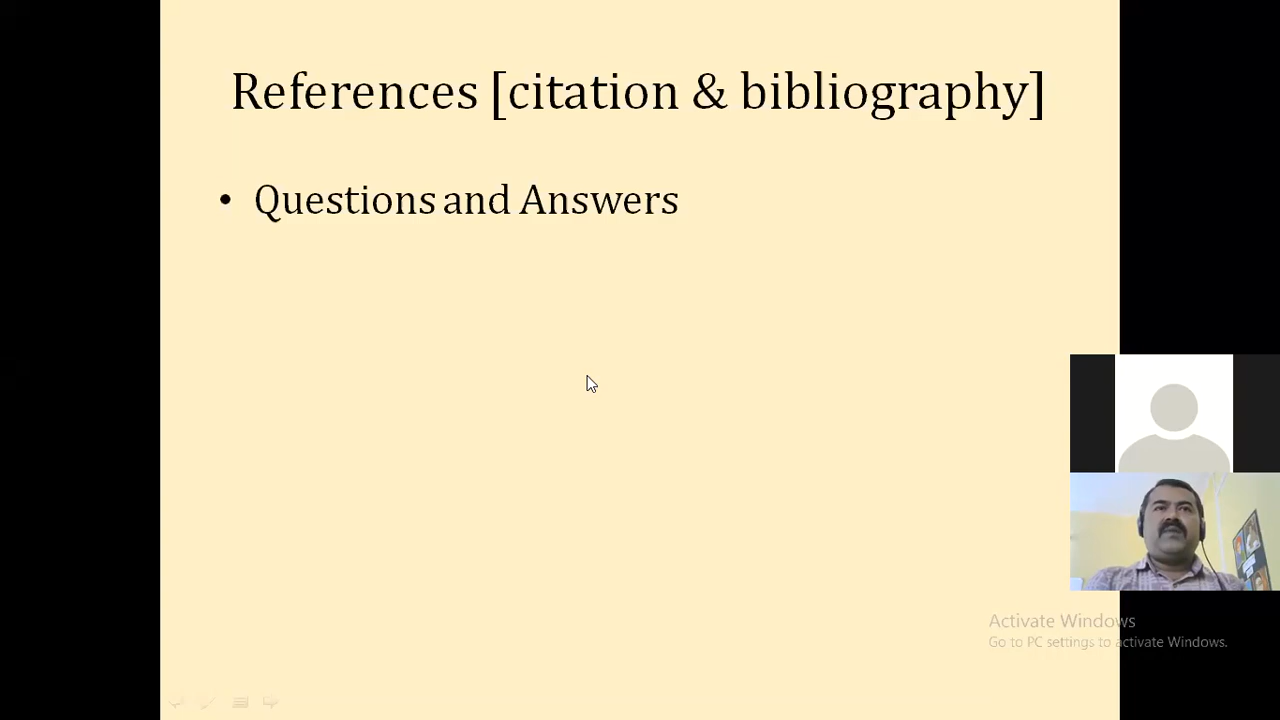 References [citation & bibliography]
• Questions and Answers
Activate Windows
Go to PC settings to activate Windows.